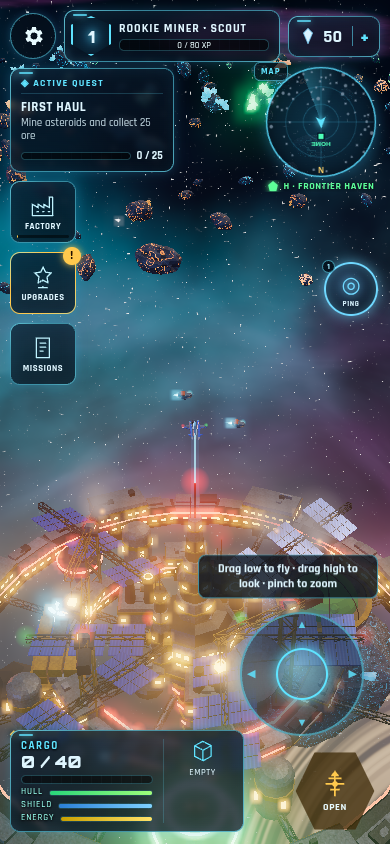 1
ROOKIE MINER · SCOUT
0 / 80 XP
50
+
ACTIVE QUEST
FIRST HAUL
Mine asteroids and collect 25
ore
0 / 25
MAP
HOME
N
H · FRONTIER HAVEN
FACTORY
!
UPGRADES
1
PING
MISSIONS
Drag low to fly · drag high to
look · pinch to zoom
CARGO
0 / 40
HULL
SHIELD
ENERGY
EMPTY
OPEN